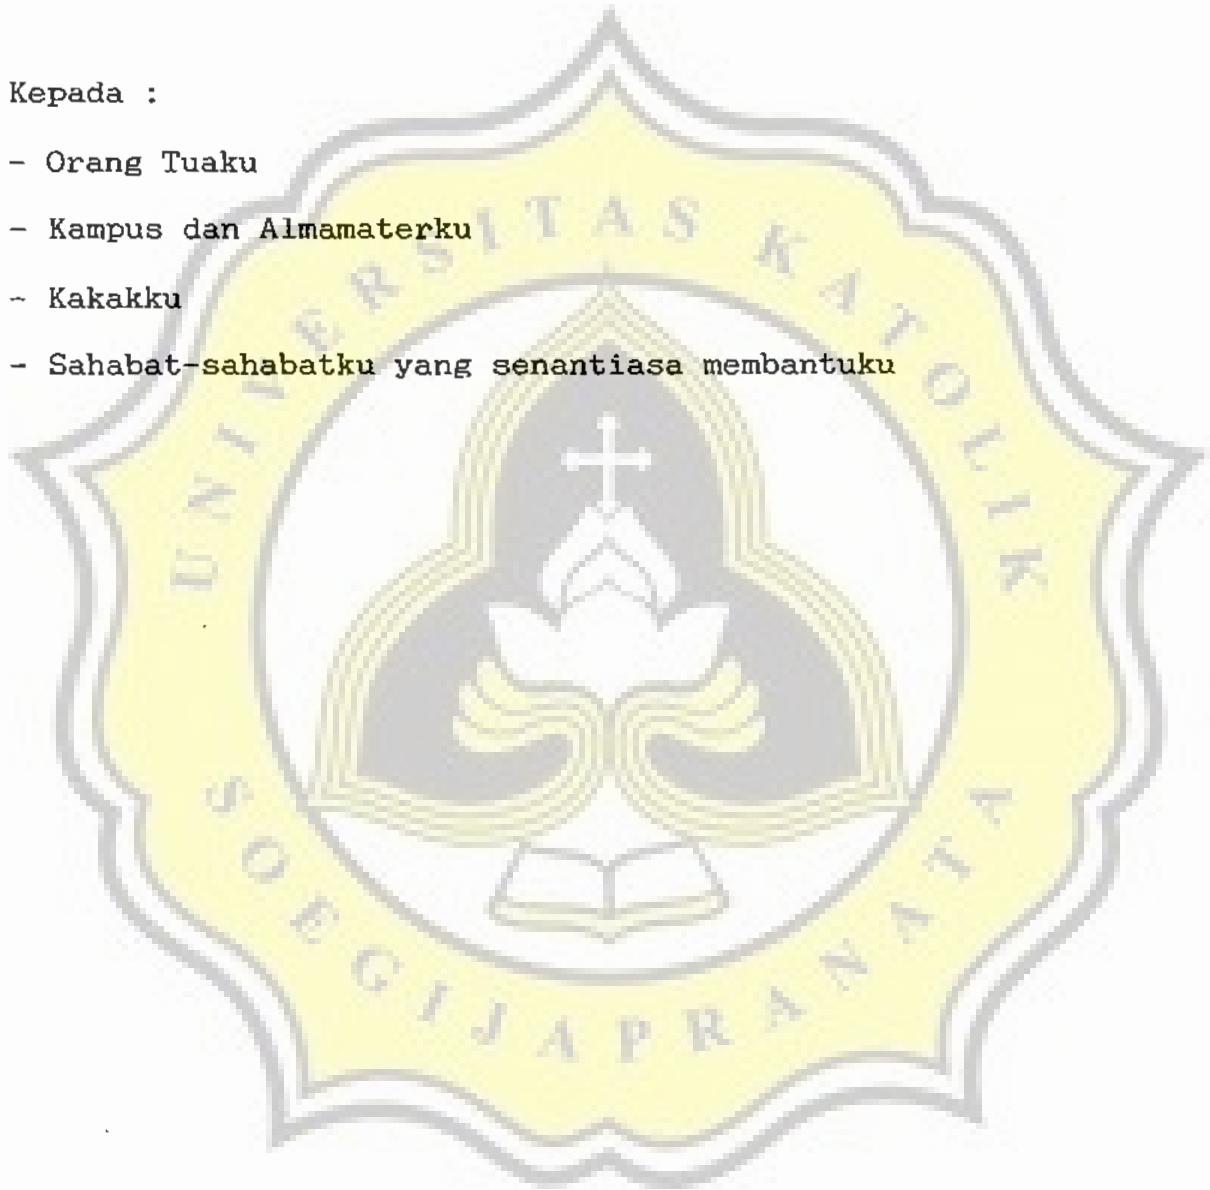 Kepada :
- Orang Tuaku
- Kampus dan Almamaterku
- Kakakku
- Sahabat-sahabatku yang senantiasa membantuku
UNIVERSITAS KATOLIK
SOEGIJAPRANATA